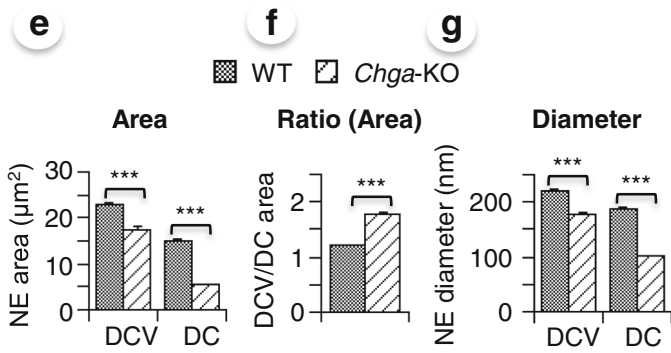 e
f
g
WT
Chga-KO
Area
Ratio (Area)
Diameter
NE area (µm²)
30
20
10
0
***
***
DCV
DC
DCV/DC area
2
1
0
***
NE diameter (nm)
200
100
0
***
***
DCV
DC